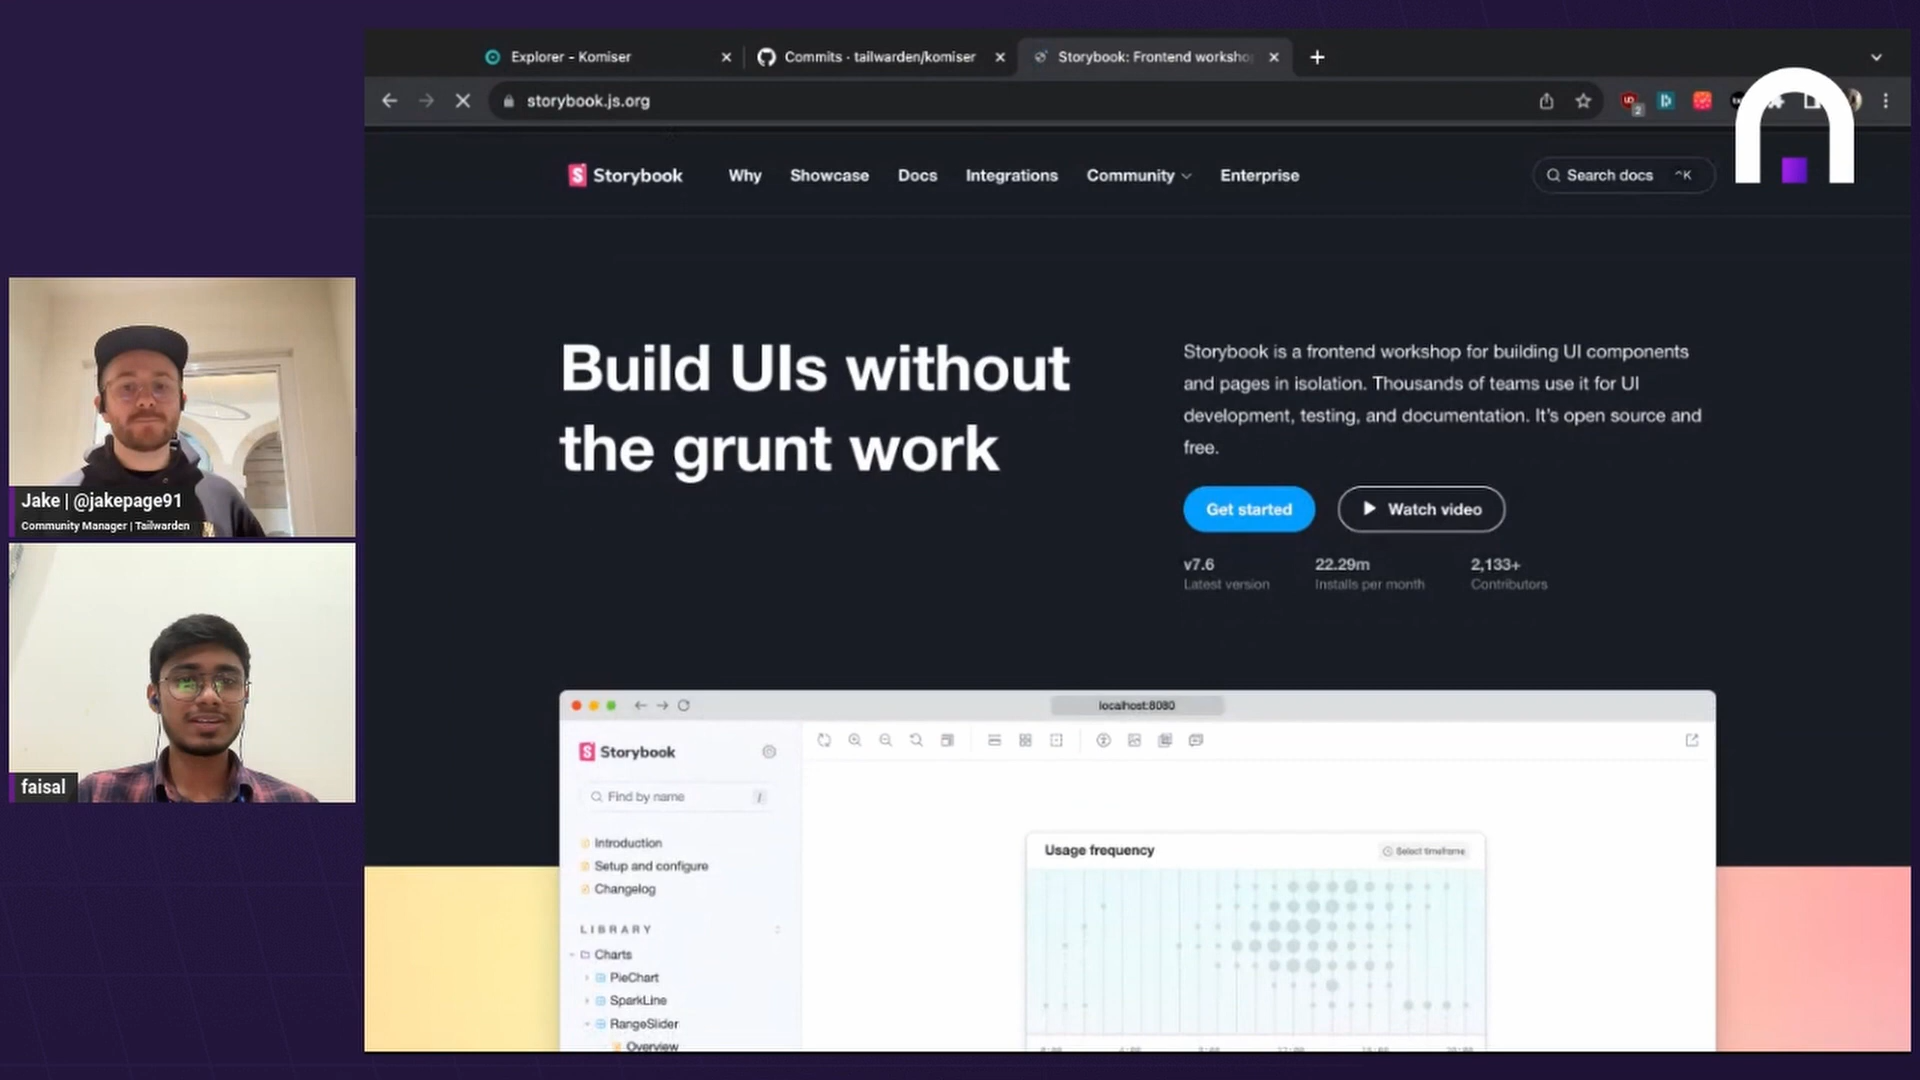 Explorer - Komiser
Commits · tailwarden/komiser
Storybook: Frontend worksho
storybook.js.org
2
Storybook
Why
Showcase
Docs
Integrations
Community
Enterprise
Search docs
^K
Build UIs without
the grunt work
Storybook is a frontend workshop for building UI components
and pages in isolation. Thousands of teams use it for UI
development, testing, and documentation. It's open source and
free.
Get started
Watch video
v7.6
Latest version
22.29m
Installs per month
2,133+
Contributors
Jake | @jakepage91
Community Manager | Tailwarden
faisal
localhost:8080
Storybook
Find by name
/
Introduction
Setup and configure
Changelog
LIBRARY
Charts
PieChart
SparkLine
RangeSlider
Overview
Usage frequency
Select timeframe